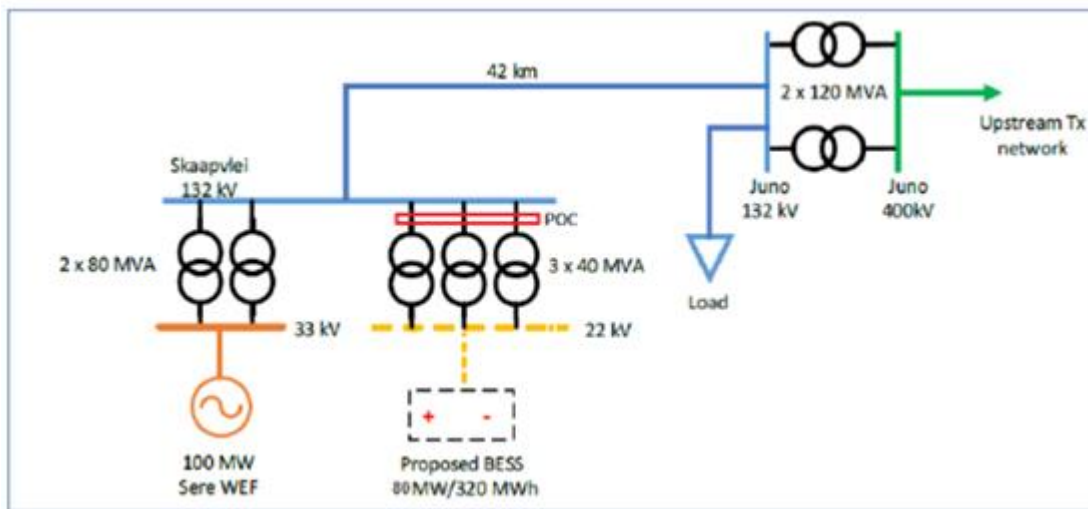 42 km
2 x 120 MVA
Upstream Tx
network
Skaapvlei
132 kV
Juno
132 kV
Juno
400kV
POC
2 x 80 MVA
3 x 40 MVA
Load
33 kV
22 kV
+ -
100 MW
Sere WEF
Proposed BESS
80MW/320 MWh